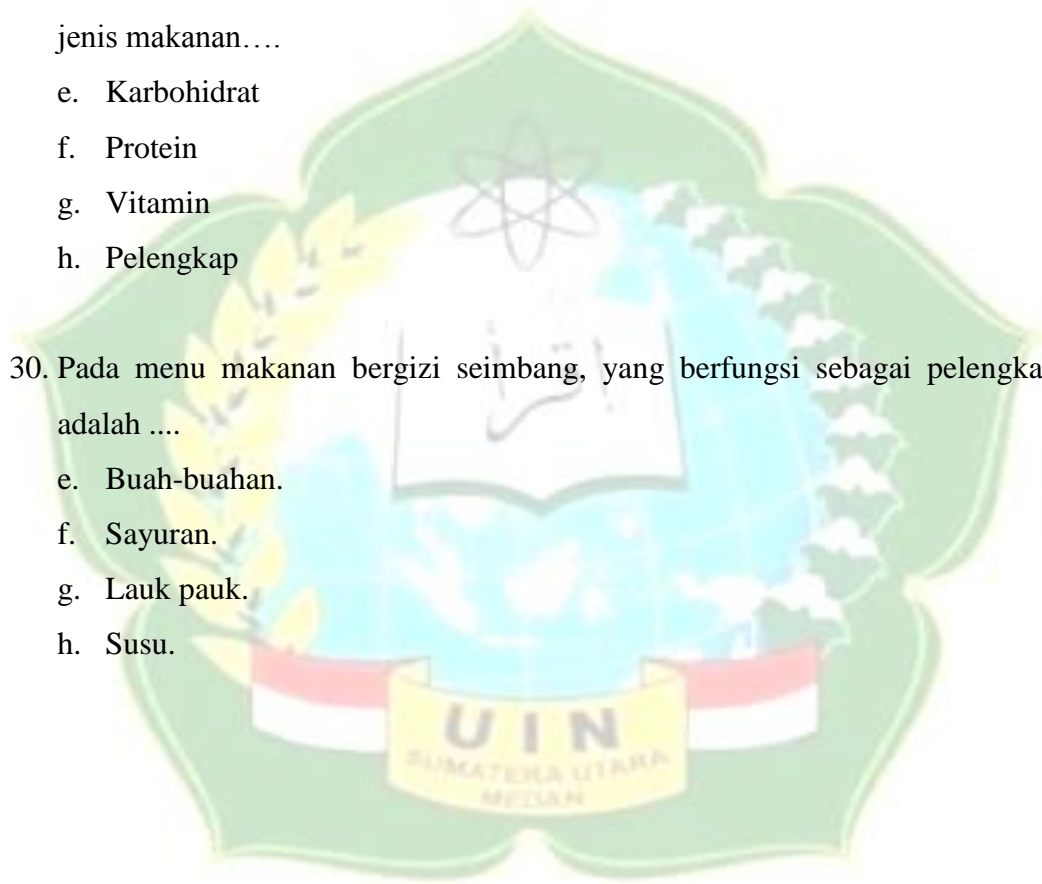 jenis makanan….
e. Karbohidrat
f. Protein
g. Vitamin
h. Pelengkap
30. Pada menu makanan bergizi seimbang, yang berfungsi sebagai pelengka
adalah ....
e. Buah-buahan.
f. Sayuran.
g. Lauk pauk.
h. Susu.
UIN
SUMATERA UTARA
MEDAN